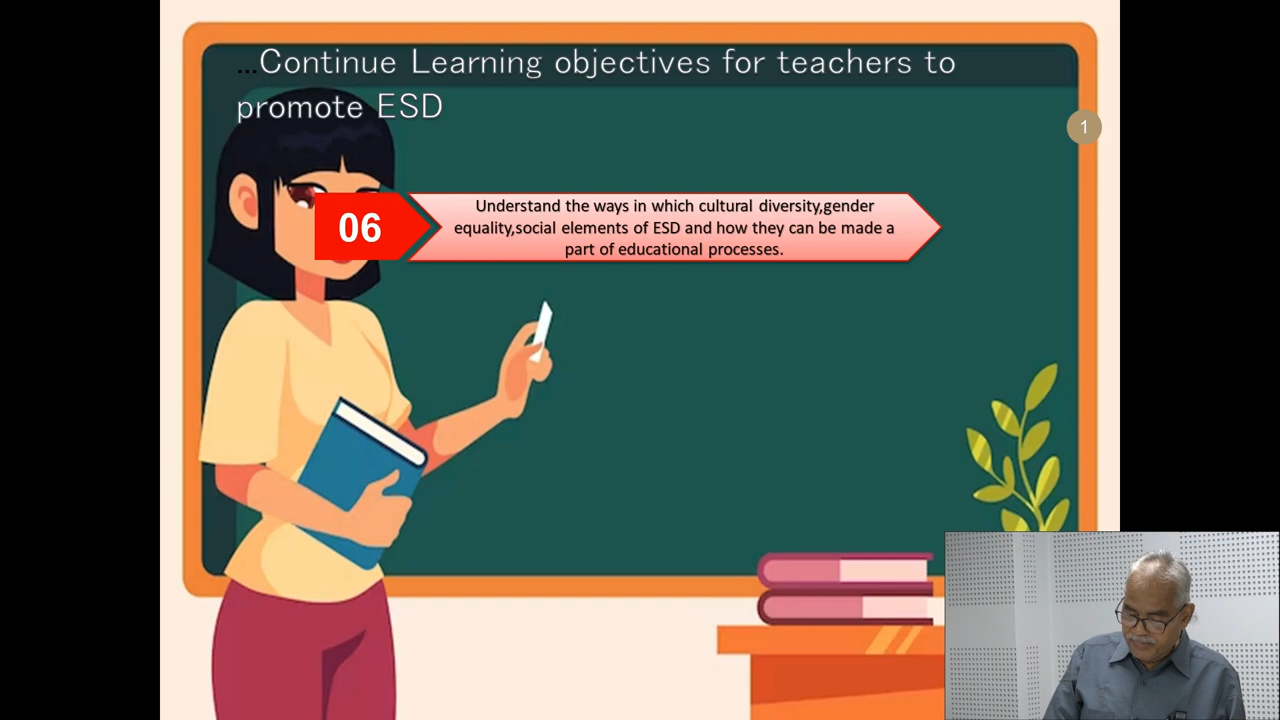 ...Continue Learning objectives for teachers to
promote ESD
1
06
Understand the ways in which cultural diversity,gender
equality,social elements of ESD and how they can be made a
part of educational processes.